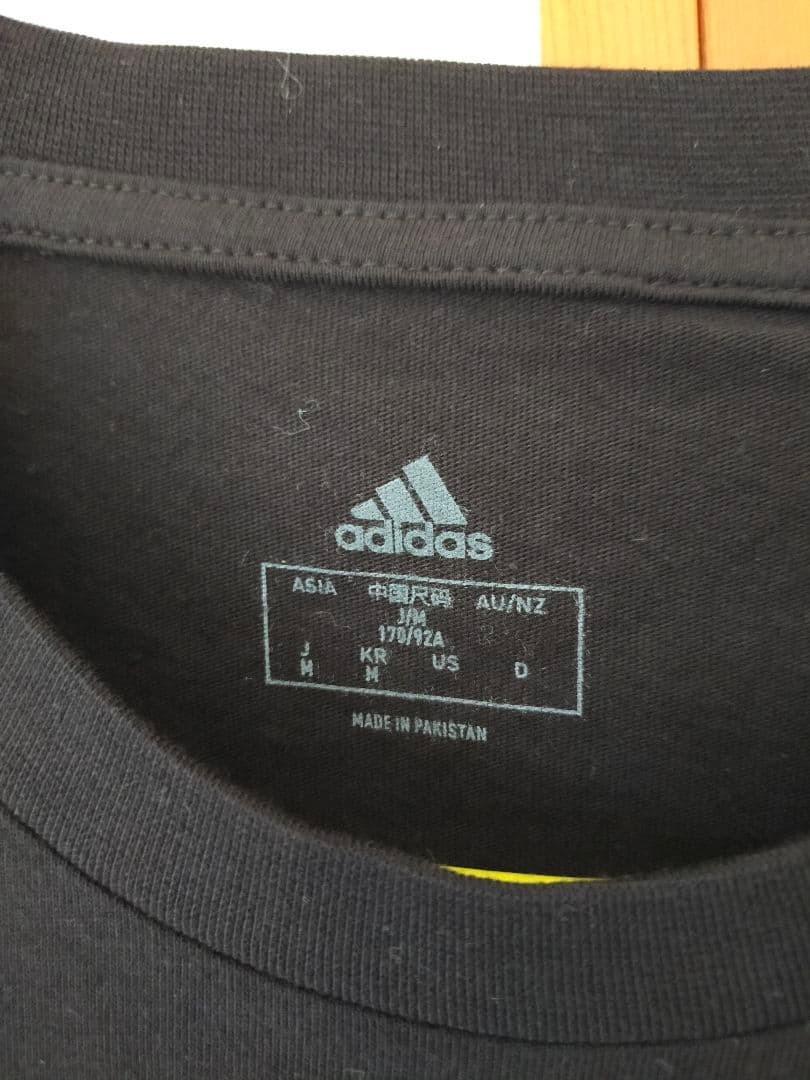 adidas
ASIA 中国尺码 AU/NZ
J/M
170/92A
J KR US D
M M
MADE IN PAKISTAN